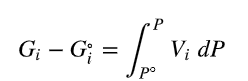 G_i − G_i° = ∫_{P°}^{P} V_i dP